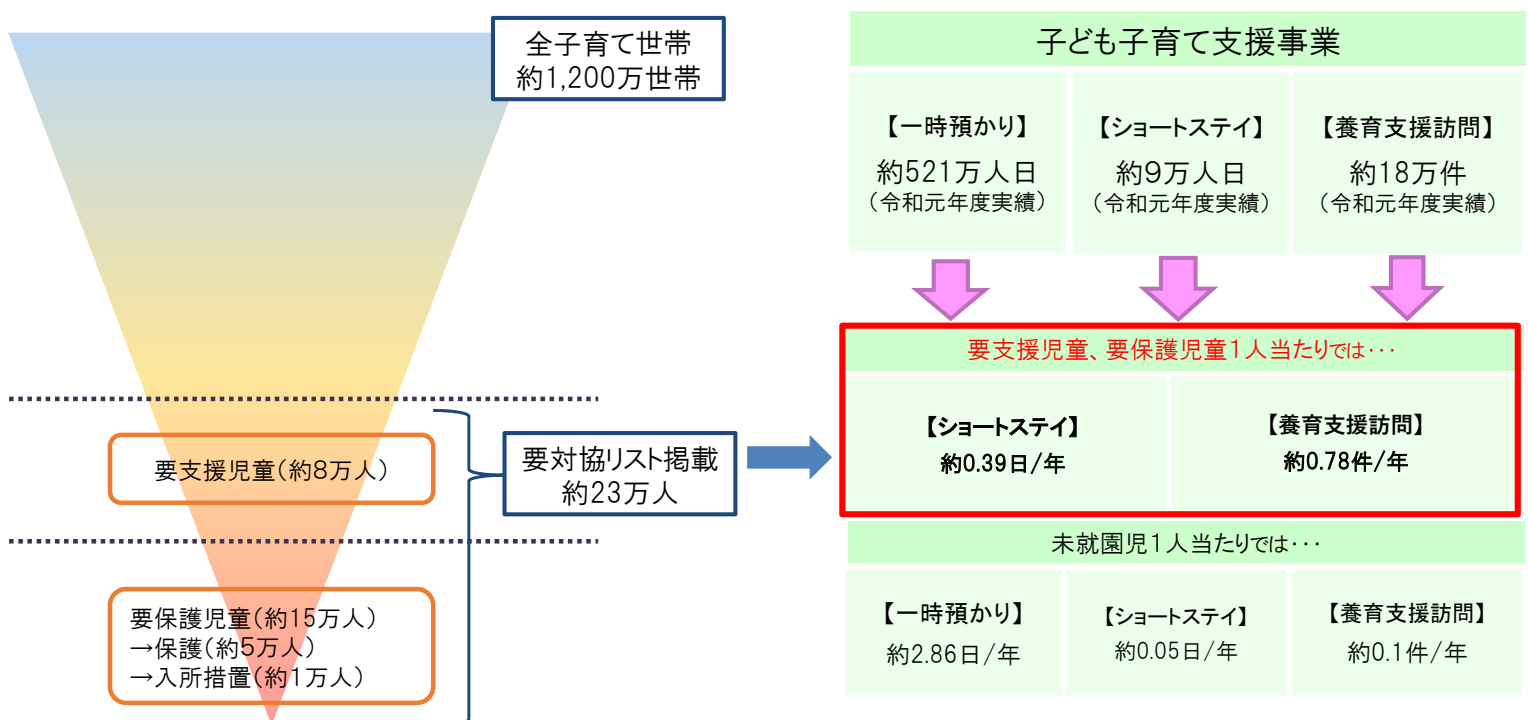 全子育て世帯
約1,200万世帯
要支援児童(約8万人)
要対協リスト掲載
約23万人
要保護児童(約15万人)
→保護(約5万人)
→入所措置(約1万人)
子ども子育て支援事業
【一時預かり】
約521万人日
(令和元年度実績)
【ショートステイ】
約9万人日
(令和元年度実績)
【養育支援訪問】
約18万件
(令和元年度実績)
要支援児童、要保護児童1人当たりでは・・・
【ショートステイ】
約0.39日/年
【養育支援訪問】
約0.78件/年
未就園児1人当たりでは・・・
【一時預かり】
約2.86日/年
【ショートステイ】
約0.05日/年
【養育支援訪問】
約0.1件/年